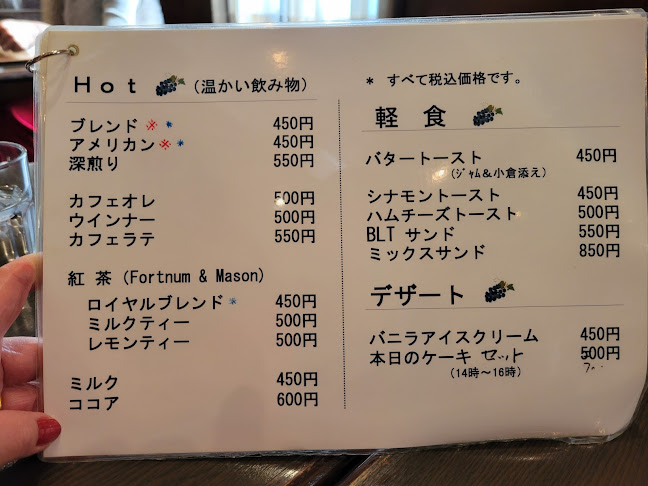 Hot (温かい飲み物)
ブレンド ※ * 450円
アメリカン ※ * 450円
深煎り 550円
カフェオレ 500円
ウインナー 500円
カフェラテ 550円
紅茶 (Fortnum & Mason)
ロイヤルブレンド * 450円
ミルクティー 500円
レモンティー 500円
ミルク 450円
ココア 600円
* すべて税込価格です。
軽食
バタートースト 450円
(ジャム&小倉添え)
シナモントースト 450円
ハムチーズトースト 500円
BLT サンド 550円
ミックスサンド 850円
デザート
バニラアイスクリーム 450円
本日のケーキ セット 500円
(14時～16時)